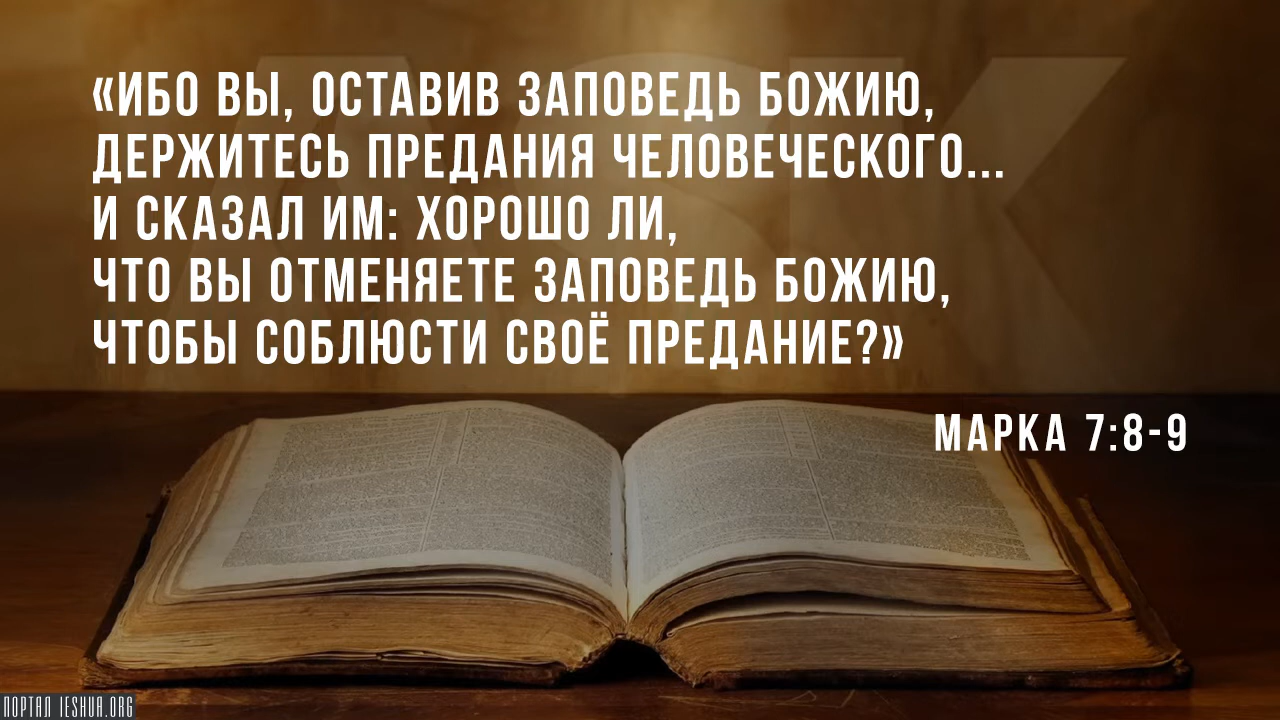 «ИБО ВЫ, ОСТАВИВ ЗАПОВЕДЬ БОЖИЮ,
ДЕРЖИТЕСЬ ПРЕДАНИЯ ЧЕЛОВЕЧЕСКОГО...
И СКАЗАЛ ИМ: ХОРОШО ЛИ,
ЧТО ВЫ ОТМЕНЯЕТЕ ЗАПОВЕДЬ БОЖИЮ,
ЧТОБЫ СОБЛЮСТИ СВОЁ ПРЕДАНИЕ?»
МАРКА 7:8-9
ПОРТАЛ IESHUA.ORG